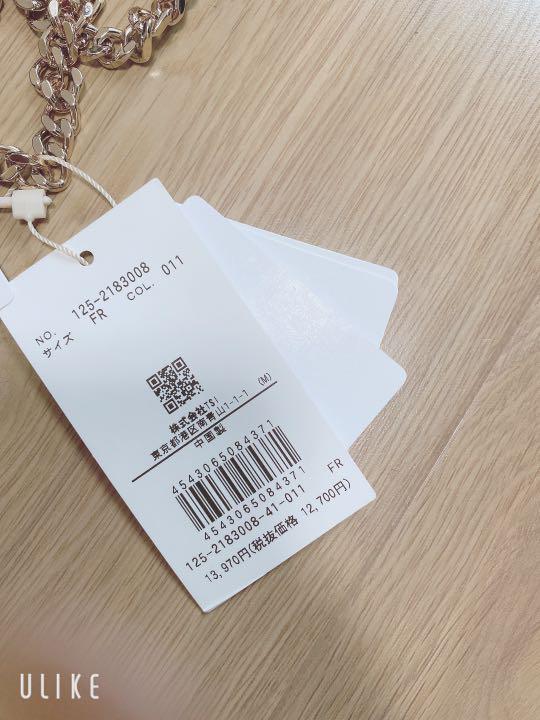 NO. 125-2183008
サイズ FR COL. 011
株式会社TSI
東京都港区南青山1-1-1 (M)
中国製
4543065084371
4543065084371
125-2183008-41-011 FR
13,970円(税抜価格 12,700円)
ULIKE